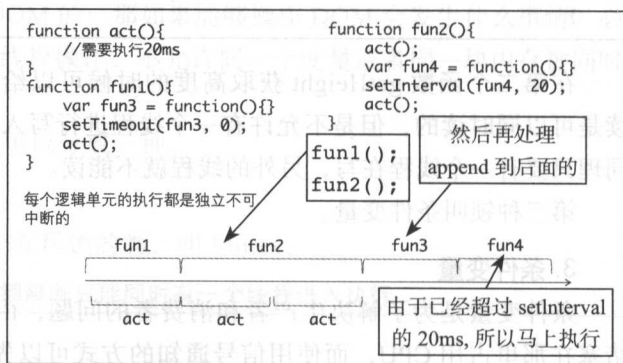 function act(){
//需要执行20ms
}
function fun1(){
var fun3 = function(){}
setTimeout(fun3, 0);
act();
}
每个逻辑单元的执行都是独立不可
中断的
function fun2(){
act();
var fun4 = function(){}
setInterval(fun4, 20);
act();
}
fun1();
fun2();
然后再处理
append 到后面的
fun1 fun2 fun3 fun4
act act act
由于已经超过 setInterval
的 20ms, 所以马上执行